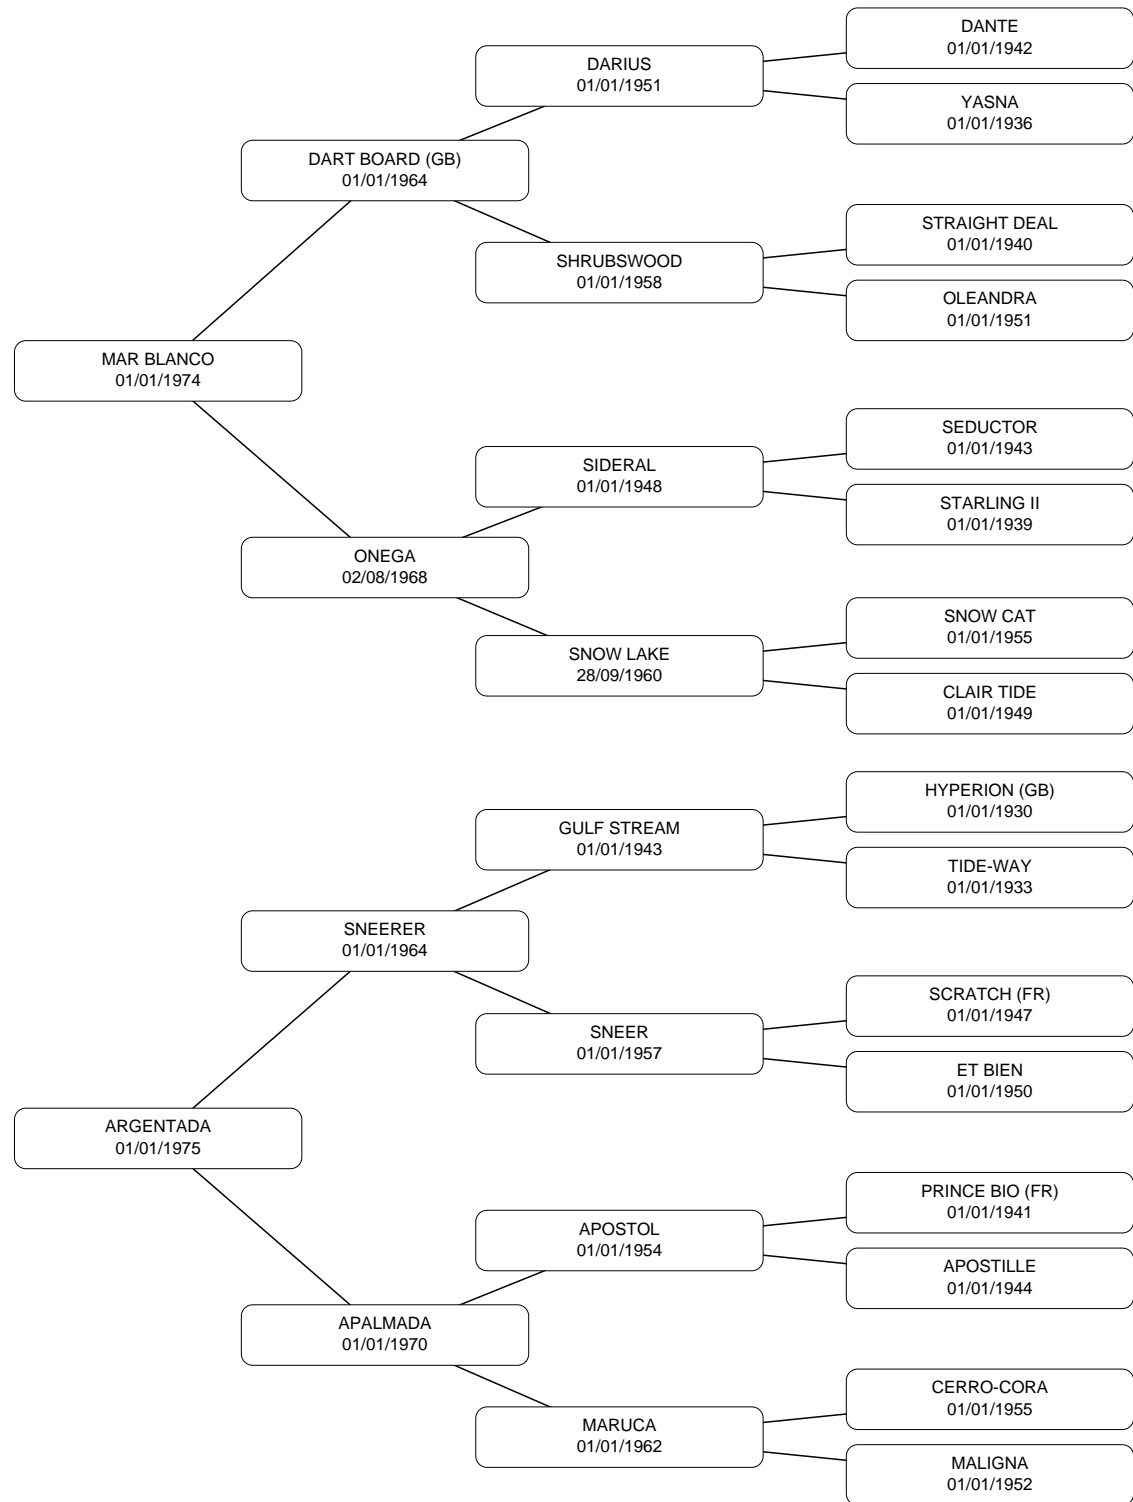 DANTE
01/01/1942
DARIUS
01/01/1951
YASNA
01/01/1936
DART BOARD (GB)
01/01/1964
STRAIGHT DEAL
01/01/1940
SHRUBSWOOD
01/01/1958
OLEANDRA
01/01/1951
MAR BLANCO
01/01/1974
SEDUCTOR
01/01/1943
SIDERAL
01/01/1948
STARLING II
01/01/1939
ONEGA
02/08/1968
SNOW CAT
01/01/1955
SNOW LAKE
28/09/1960
CLAIR TIDE
01/01/1949
HYPERION (GB)
01/01/1930
GULF STREAM
01/01/1943
TIDE-WAY
01/01/1933
SNEERER
01/01/1964
SCRATCH (FR)
01/01/1947
SNEER
01/01/1957
ET BIEN
01/01/1950
ARGENTADA
01/01/1975
PRINCE BIO (FR)
01/01/1941
APOSTOL
01/01/1954
APOSTILLE
01/01/1944
APALMADA
01/01/1970
CERRO-CORA
01/01/1955
MARUCA
01/01/1962
MALIGNA
01/01/1952